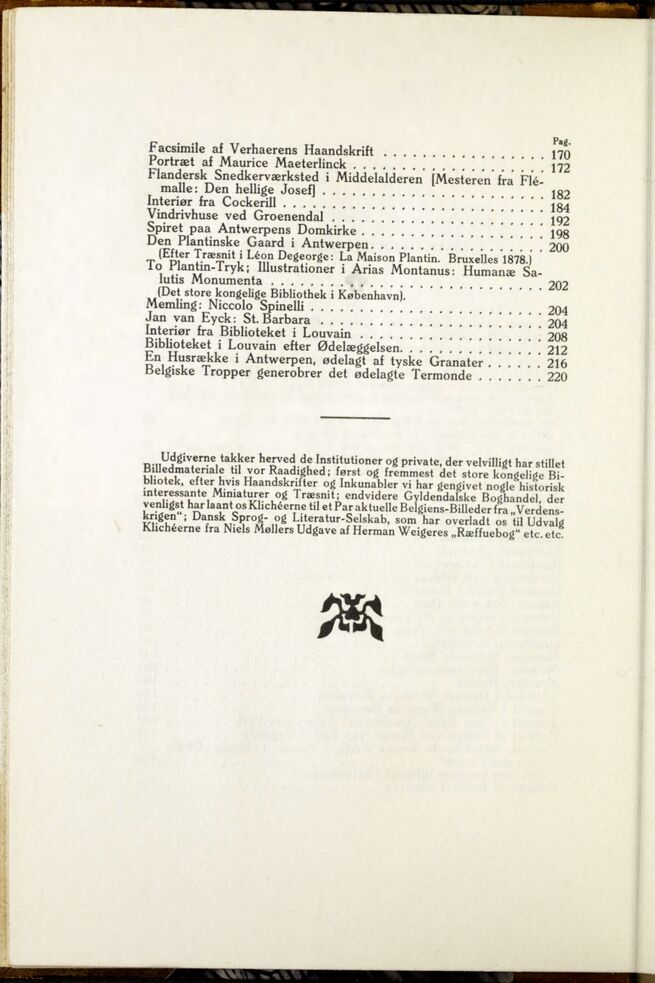 Pag.
Facsimile af Verhaerens Haandskrift . . . . . . . . . . . . . . . . 170
Portræt af Maurice Maeterlinck . . . . . . . . . . . . . . . . . . . 172
Flandersk Snedkerværksted i Middelalderen [Mesteren fra Flé-
malle: Den hellige Josef] . . . . . . . . . . . . . . . . . . . . . 182
Interiør fra Cockerill . . . . . . . . . . . . . . . . . . . . . . . . 184
Vindrivhuse ved Groenendal . . . . . . . . . . . . . . . . . . . . 192
Spiret paa Antwerpens Domkirke . . . . . . . . . . . . . . . . . 198
Den Plantinske Gaard i Antwerpen. . . . . . . . . . . . . . . . . 200
(Efter Træsnit i Léon Degeorge: La Maison Plantin. Bruxelles 1878.)
To Plantin-Tryk; Illustrationer i Arias Montanus: Humanæ Sa-
lutis Monumenta . . . . . . . . . . . . . . . . . . . . . . . . . . 202
(Det store kongelige Bibliothek i København).
Memling: Niccolo Spinelli . . . . . . . . . . . . . . . . . . . . . . 204
Jan van Eyck: St. Barbara . . . . . . . . . . . . . . . . . . . . . 204
Interiør fra Biblioteket i Louvain . . . . . . . . . . . . . . . . . 208
Biblioteket i Louvain efter Ødelæggelsen. . . . . . . . . . . . . 212
En Husrække i Antwerpen, ødelagt af tyske Granater . . . . . . 216
Belgiske Tropper generobrer det ødelagte Termonde . . . . . . . 220
Udgiverne takker herved de Institutioner og private, der velvilligt har stillet
Billedmateriale til vor Raadighed; først og fremmest det store kongelige Bi-
bliotek, efter hvis Haandskrifter og Inkunabler vi har gengivet nogle historisk
interessante Miniaturer og Træsnit; endvidere Gyldendalske Boghandel, der
venligst har laant os Klichéerne til et Par aktuelle Belgiens-Billeder fra „Verdens-
krigen“; Dansk Sprog- og Literatur-Selskab, som har overladt os til Udvalg
Klichéerne fra Niels Møllers Udgave af Herman Weigeres „Ræffuebog“ etc. etc.